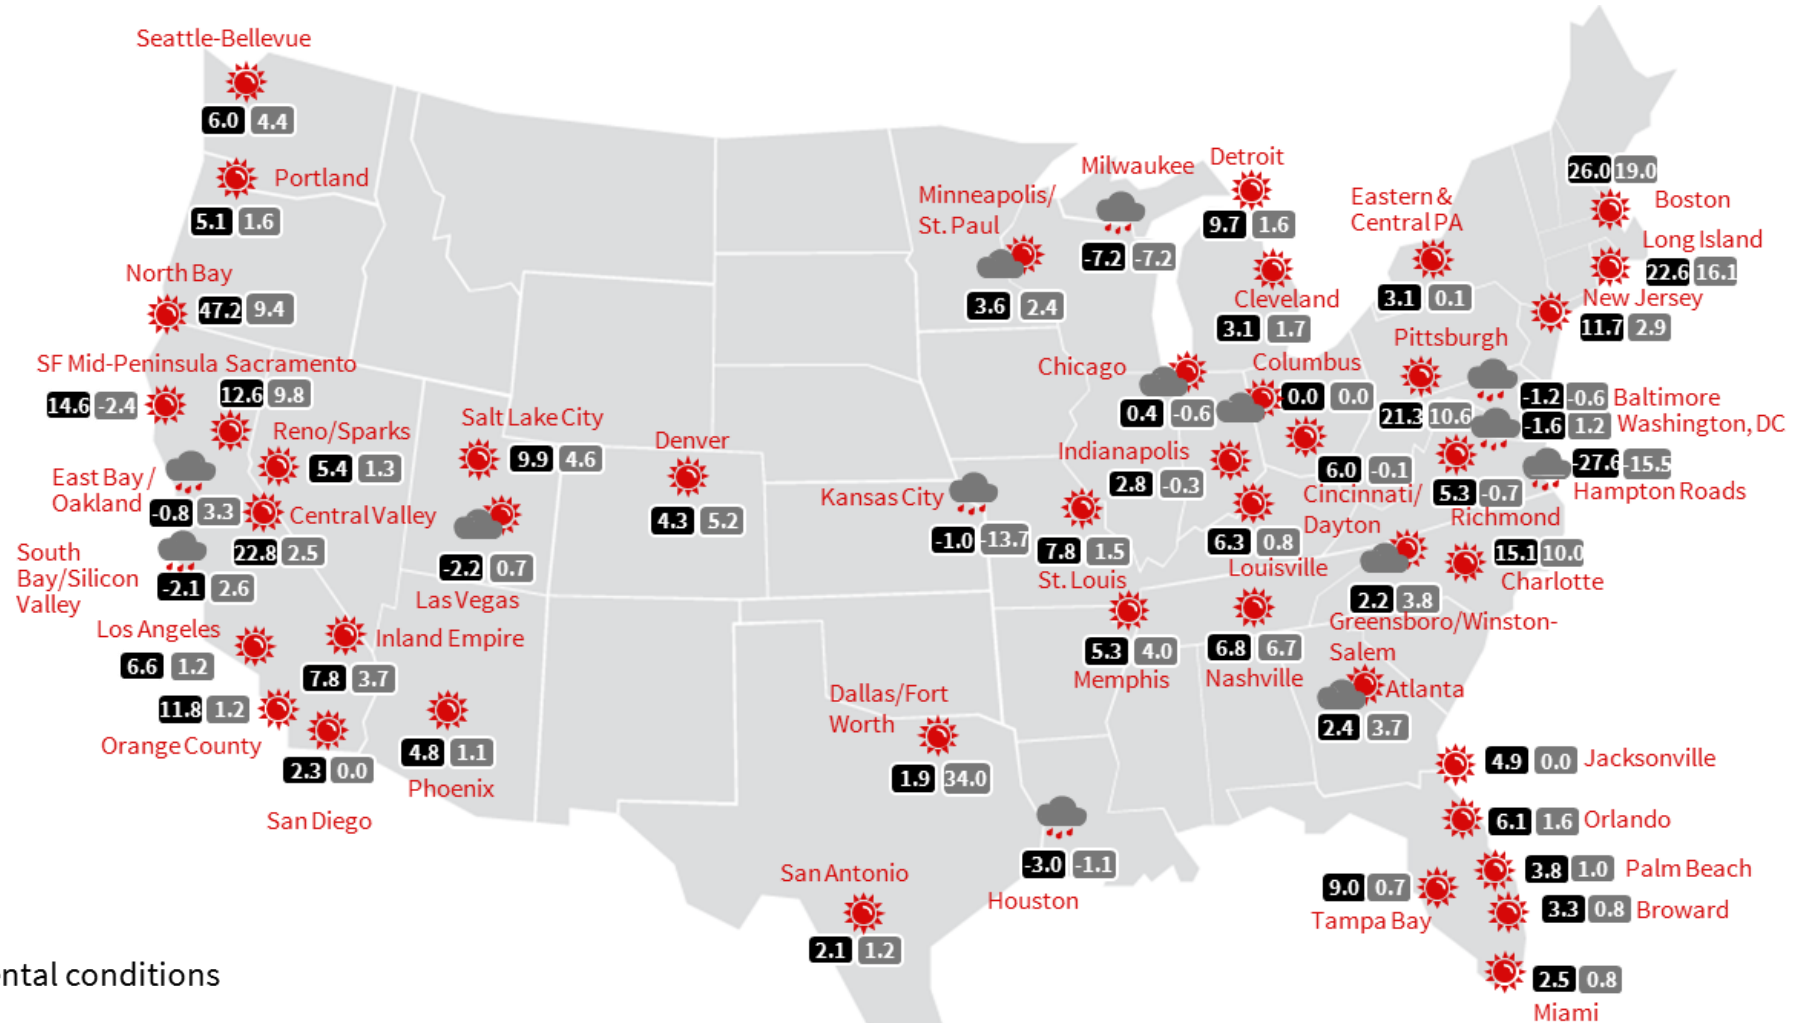 Seattle-Bellevue
6.0 4.4
Portland
5.1 1.6
North Bay
47.2 9.4
SF Mid-Peninsula
14.6 -2.4
Sacramento
12.6 9.8
Reno/Sparks
5.4 1.3
East Bay /
Oakland
-0.8 3.3
Central Valley
22.8 2.5
South
Bay/Silicon
Valley
-2.1 2.6
Los Angeles
6.6 1.2
Inland Empire
7.8 3.7
11.8 1.2
Orange County
2.3 0.0
San Diego
4.8 1.1
Phoenix
Salt Lake City
9.9 4.6
-2.2 0.7
Las Vegas
Denver
4.3 5.2
Minneapolis/
St. Paul
3.6 2.4
Milwaukee
-7.2 -7.2
Detroit
9.7 1.6
Cleveland
3.1 1.7
Chicago
0.4 -0.6
Columbus
0.0 0.0
Indianapolis
2.8 -0.3
6.0 -0.1
Cincinnati/
Dayton
Kansas City
-1.0 -13.7
7.8 1.5
St. Louis
6.3 0.8
Louisville
5.3 4.0
Memphis
6.8 6.7
Nashville
Dallas/Fort
Worth
1.9 34.0
-3.0 -1.1
Houston
San Antonio
2.1 1.2
26.0 19.0
Boston
Long Island
22.6 16.1
Eastern &
Central PA
3.1 0.1
New Jersey
11.7 2.9
Pittsburgh
21.3 10.6
-1.2 -0.6 Baltimore
-1.6 1.2 Washington, DC
-27.6 -15.5
Hampton Roads
5.3 -0.7
Richmond
15.1 10.0
Charlotte
2.2 3.8
Greensboro/Winston-
Salem
Atlanta
2.4 3.7
4.9 0.0 Jacksonville
6.1 1.6 Orlando
3.8 1.0 Palm Beach
9.0 0.7
Tampa Bay
3.3 0.8 Broward
2.5 0.8
Miami
ntal conditions